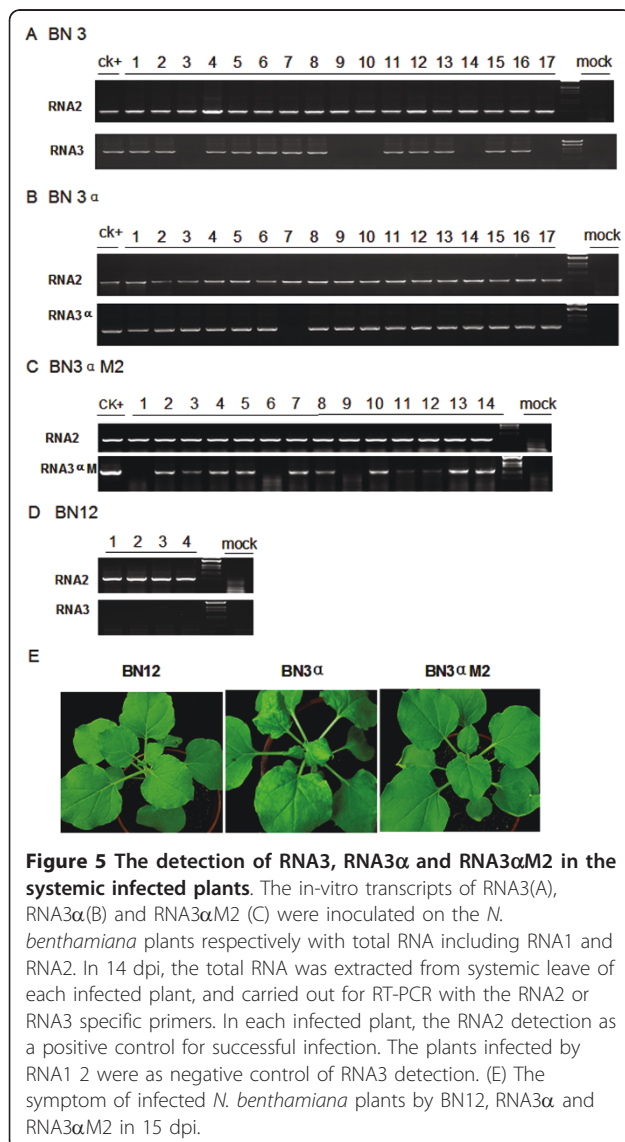 A BN 3
ck+ 1 2 3 4 5 6 7 8 9 10 11 12 13 14 15 16 17 mock
RNA2
RNA3
B BN 3α
ck+ 1 2 3 4 5 6 7 8 9 10 11 12 13 14 15 16 17 mock
RNA2
RNA3α
C BN3αM2
CK+ 1 2 3 4 5 6 7 8 9 10 11 12 13 14 mock
RNA2
RNA3αM
D BN12
1 2 3 4 mock
RNA2
RNA3
E
BN12 BN3α BN3αM2
Figure 5 The detection of RNA3, RNA3α and RNA3αM2 in the
systemic infected plants. The in-vitro transcripts of RNA3(A),
RNA3α(B) and RNA3αM2 (C) were inoculated on the N.
benthamiana plants respectively with total RNA including RNA1 and
RNA2. In 14 dpi, the total RNA was extracted from systemic leave of
each infected plant, and carried out for RT-PCR with the RNA2 or
RNA3 specific primers. In each infected plant, the RNA2 detection as
a positive control for successful infection. The plants infected by
RNA1 2 were as negative control of RNA3 detection. (E) The
symptom of infected N. benthamiana plants by BN12, RNA3α and
RNA3αM2 in 15 dpi.